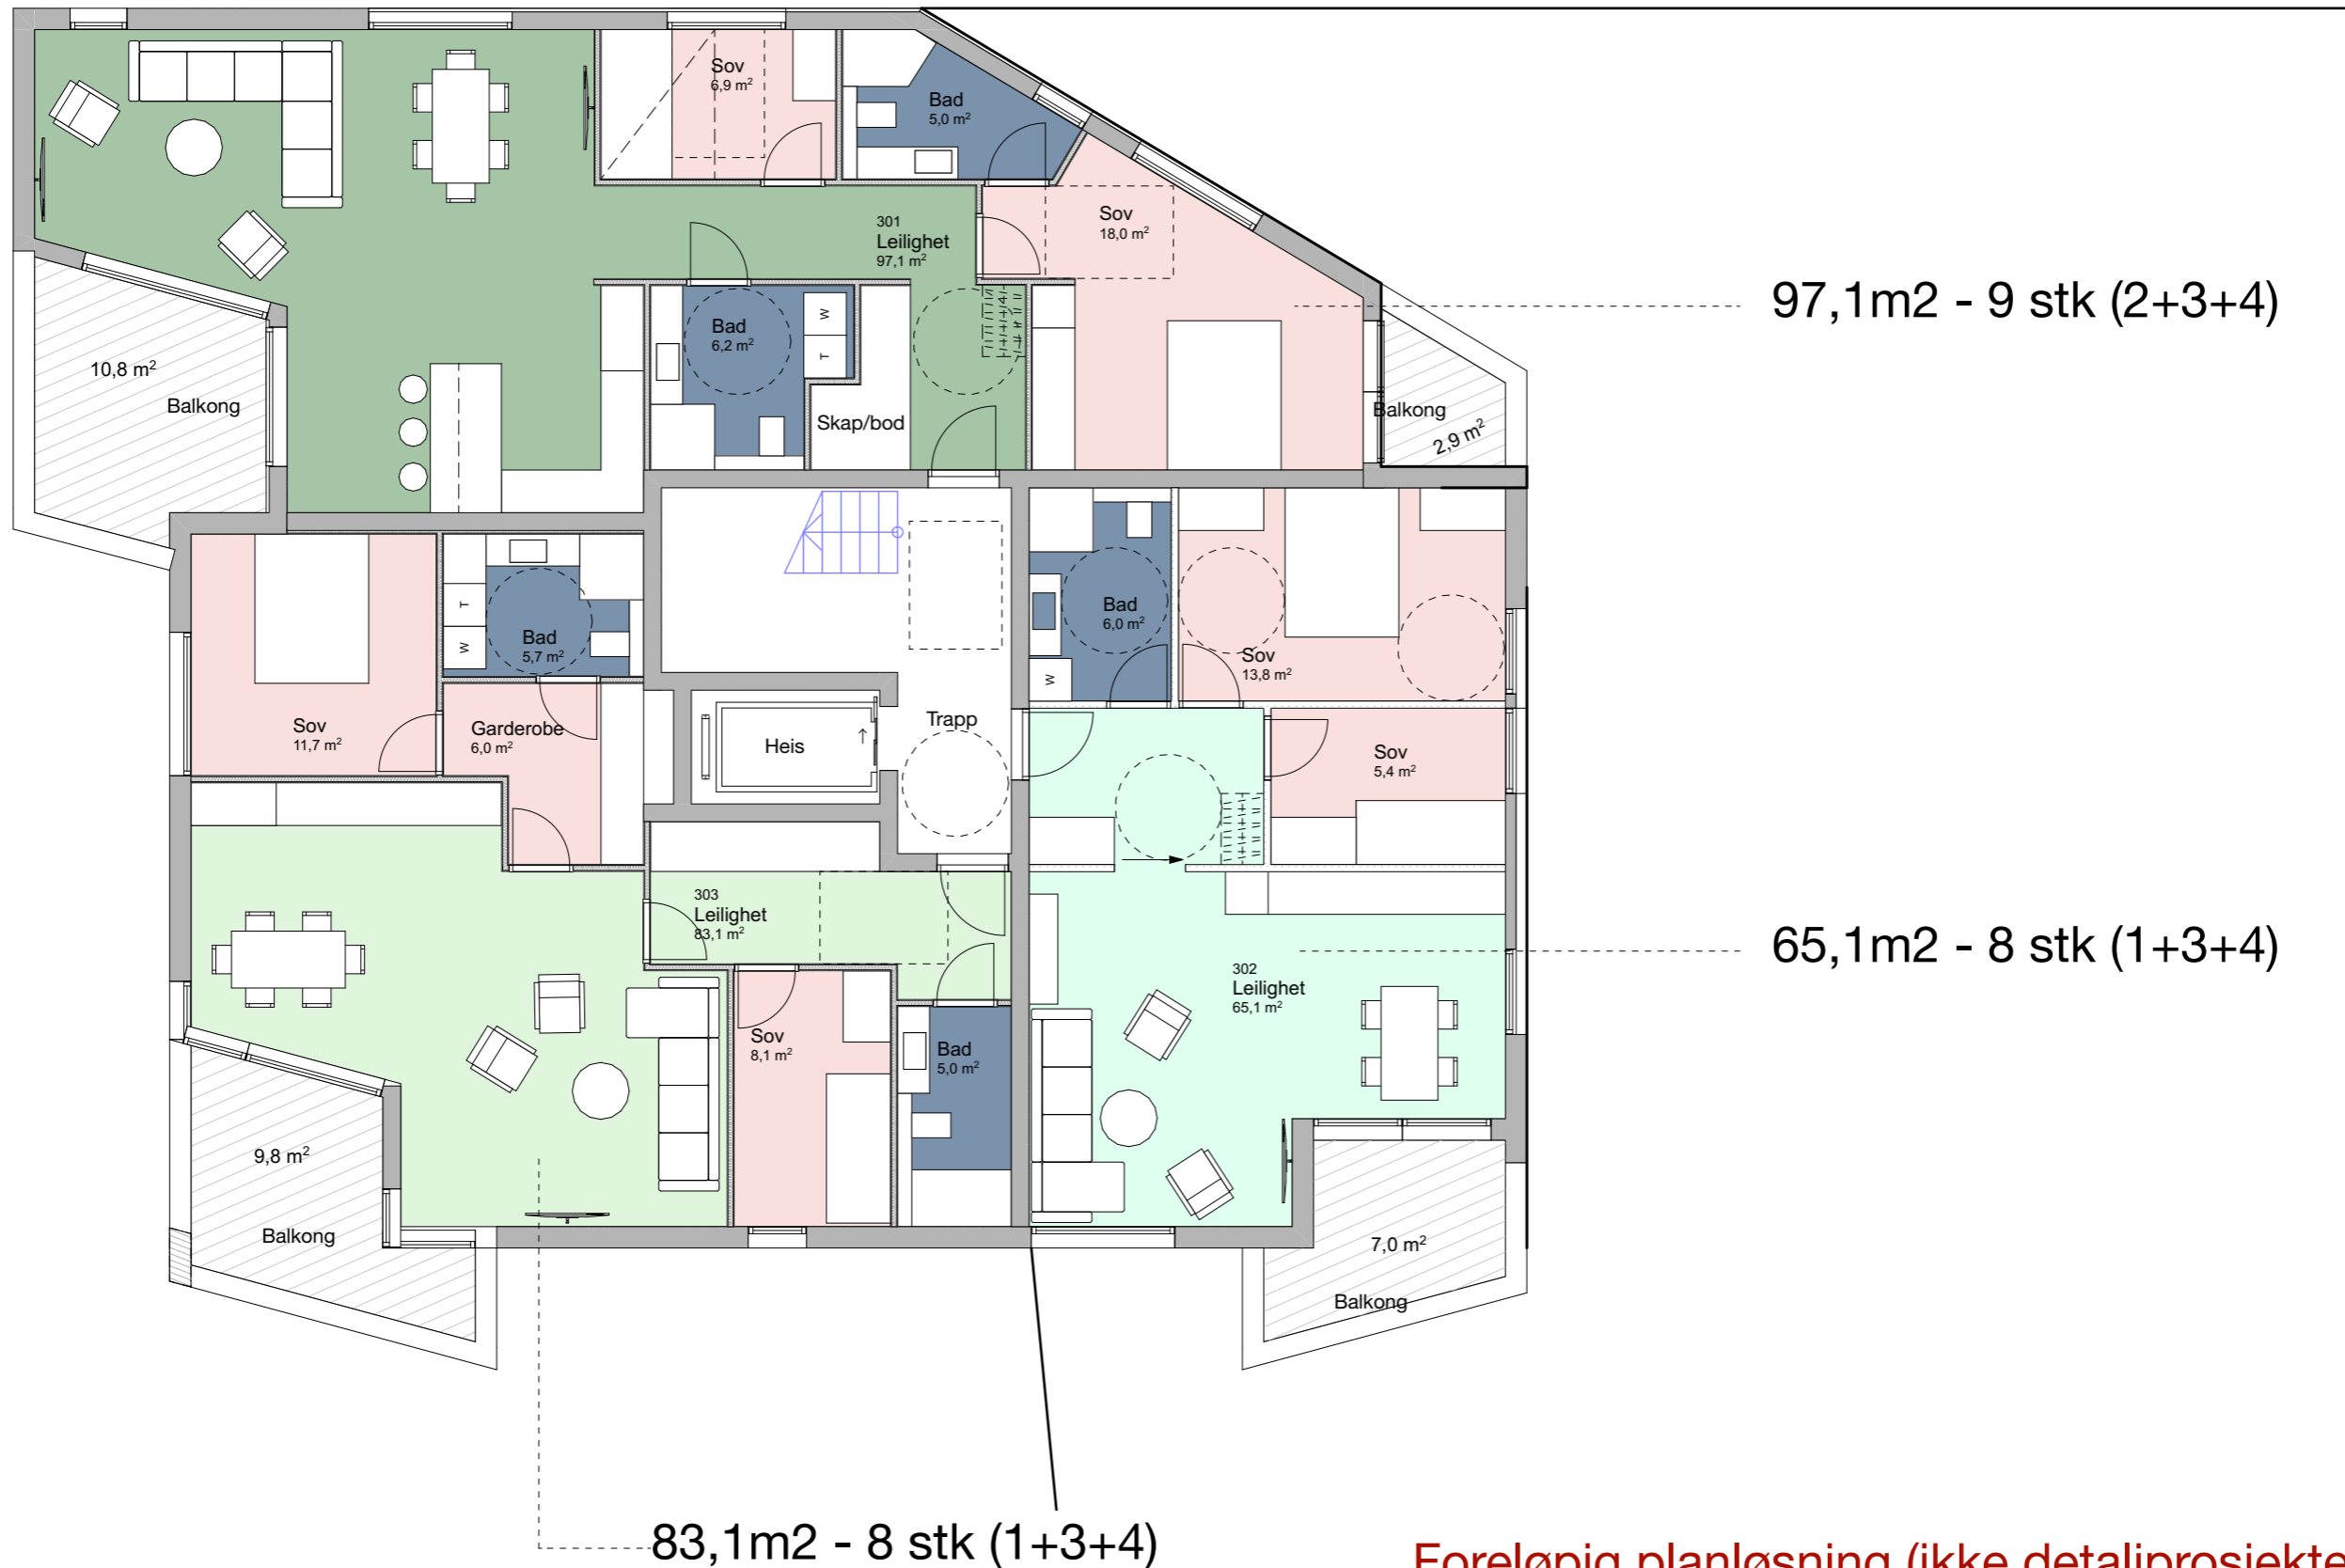 Sov
6,9 m²
Bad
5,0 m²
Sov
18,0 m²
301
Leilighet
97,1 m²
97,1m2 - 9 stk (2+3+4)
Bad
6,2 m²
W
T
10,8 m²
Balkong
Skap/bod
Balkong
2,9 m²
T
W
Bad
5,7 m²
Bad
6,0 m²
W
Sov
13,8 m²
Sov
11,7 m²
Garderobe
6,0 m²
Heis
Trapp
Sov
5,4 m²
303
Leilighet
83,1 m²
65,1m2 - 8 stk (1+3+4)
302
Leilighet
65,1 m²
Sov
8,1 m²
Bad
5,0 m²
9,8 m²
Balkong
7,0 m²
Balkong
83,1m2 - 8 stk (1+3+4)
Foreløpig planløsning (ikke detaljprosjekte